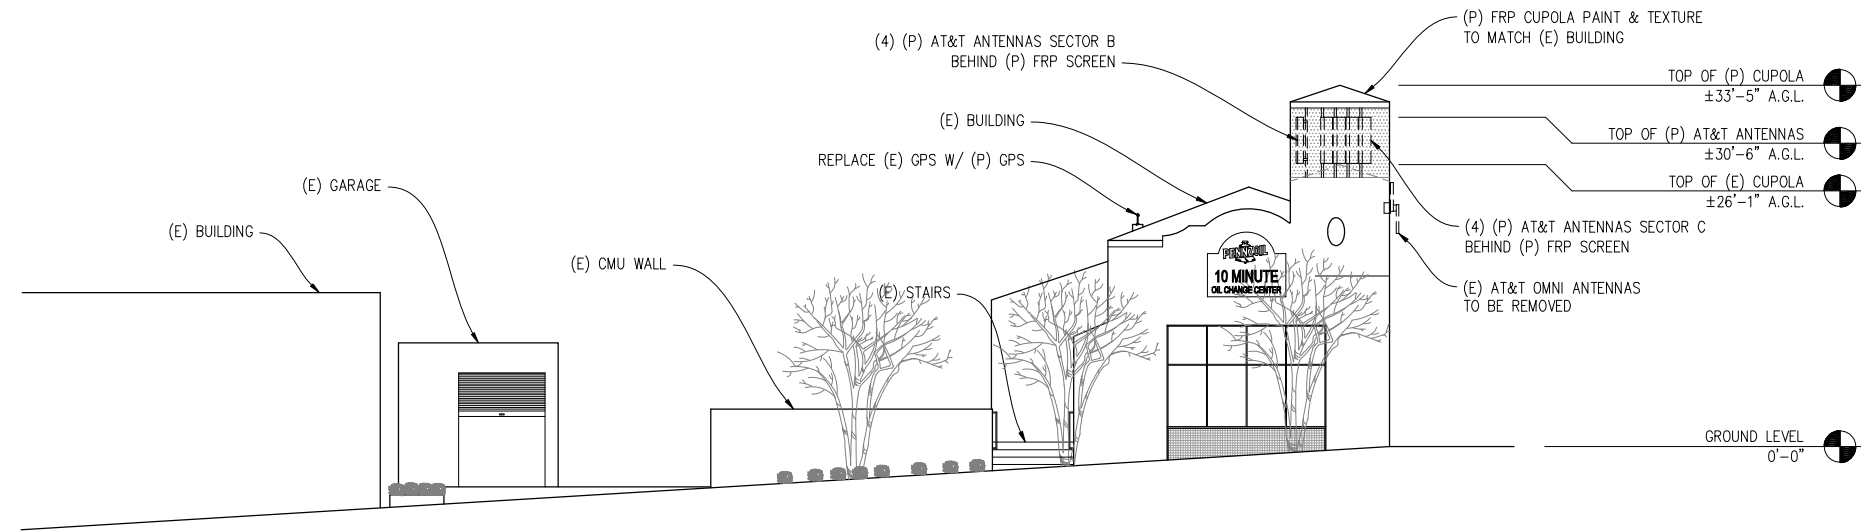 (P) FRP CUPOLA PAINT & TEXTURE
TO MATCH (E) BUILDING
(4) (P) AT&T ANTENNAS SECTOR B
BEHIND (P) FRP SCREEN
TOP OF (P) CUPOLA
±33'-5" A.G.L.
(E) BUILDING
TOP OF (P) AT&T ANTENNAS
±30'-6" A.G.L.
REPLACE (E) GPS W/ (P) GPS
TOP OF (E) CUPOLA
±26'-1" A.G.L.
(E) GARAGE
(E) BUILDING
(4) (P) AT&T ANTENNAS SECTOR C
BEHIND (P) FRP SCREEN
(E) CMU WALL
PENNZOIL
10 MINUTE
OIL CHANGE CENTER
(E) STAIRS
(E) AT&T OMNI ANTENNAS
TO BE REMOVED
GROUND LEVEL
0'-0"